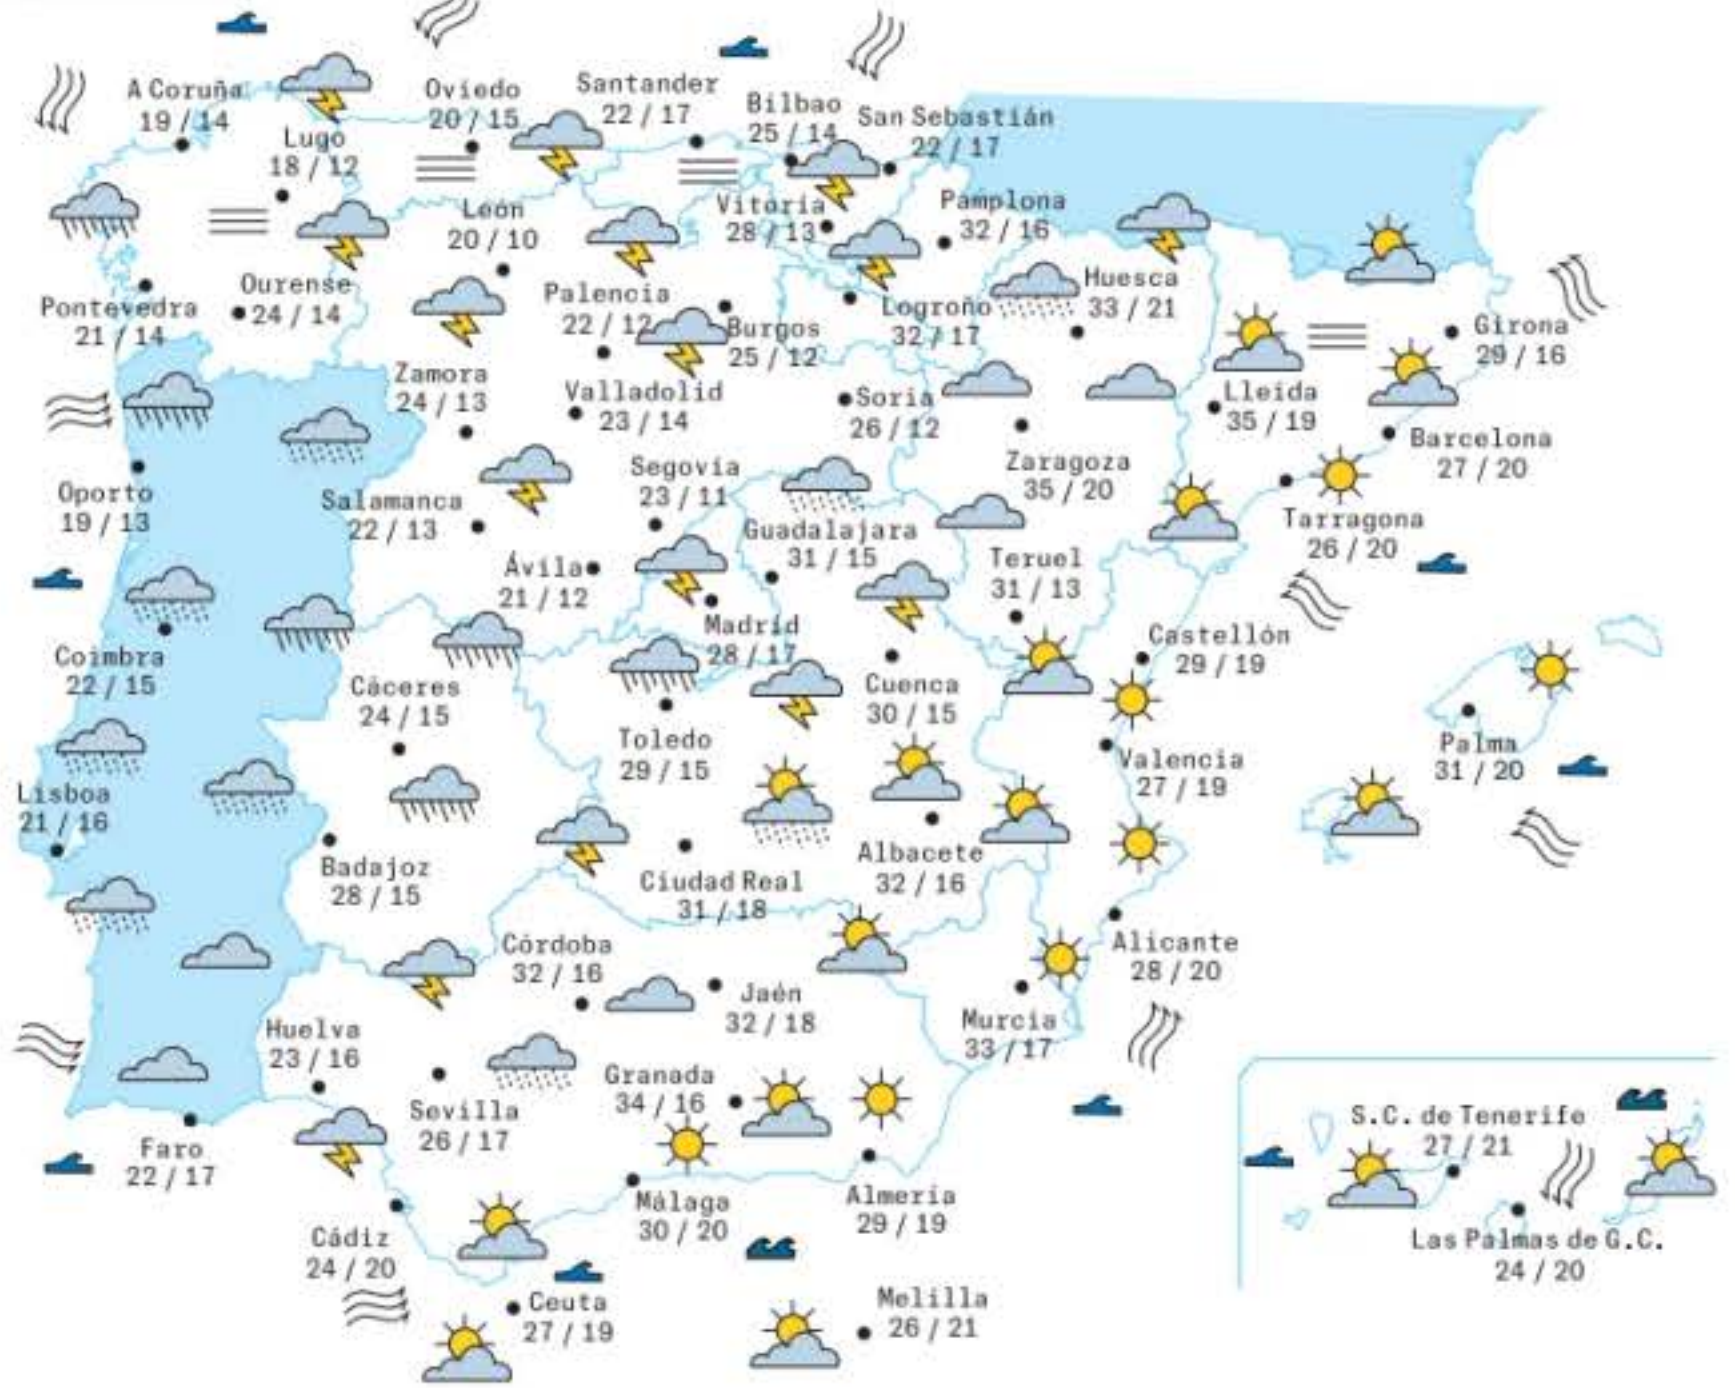 A Coruña
19 / 14
Oviedo
20 / 15
Santander
22 / 17
Bilbao
25 / 14
San Sebastián
22 / 17
Lugo
18 / 12
León
20 / 10
Vitoria
28 / 13
Pamplona
32 / 16
Pontevedra
21 / 14
Ourense
24 / 14
Palencia
22 / 12
Burgos
25 / 12
Logroño
32 / 17
Huesca
33 / 21
Girona
29 / 16
Zamora
24 / 13
Valladolid
23 / 14
Soria
26 / 12
Lleida
35 / 19
Barcelona
27 / 20
Oporto
19 / 13
Salamanca
22 / 13
Segovia
23 / 11
Zaragoza
35 / 20
Tarragona
26 / 20
Guadalajara
31 / 15
Ávila
21 / 12
Teruel
31 / 13
Madrid
28 / 17
Castellón
29 / 19
Coimbra
22 / 15
Cáceres
24 / 15
Cuenca
30 / 15
Toledo
29 / 15
Valencia
27 / 19
Palma
31 / 20
Lisboa
21 / 16
Badajoz
28 / 15
Ciudad Real
31 / 18
Albacete
32 / 16
Córdoba
32 / 16
Alicante
28 / 20
Jaén
32 / 18
Murcia
33 / 17
Huelva
23 / 16
Sevilla
26 / 17
Granada
34 / 16
Faro
22 / 17
Málaga
30 / 20
Almería
29 / 19
Cádiz
24 / 20
Ceuta
27 / 19
Melilla
26 / 21
S.C. de Tenerife
27 / 21
Las Palmas de G.C.
24 / 20